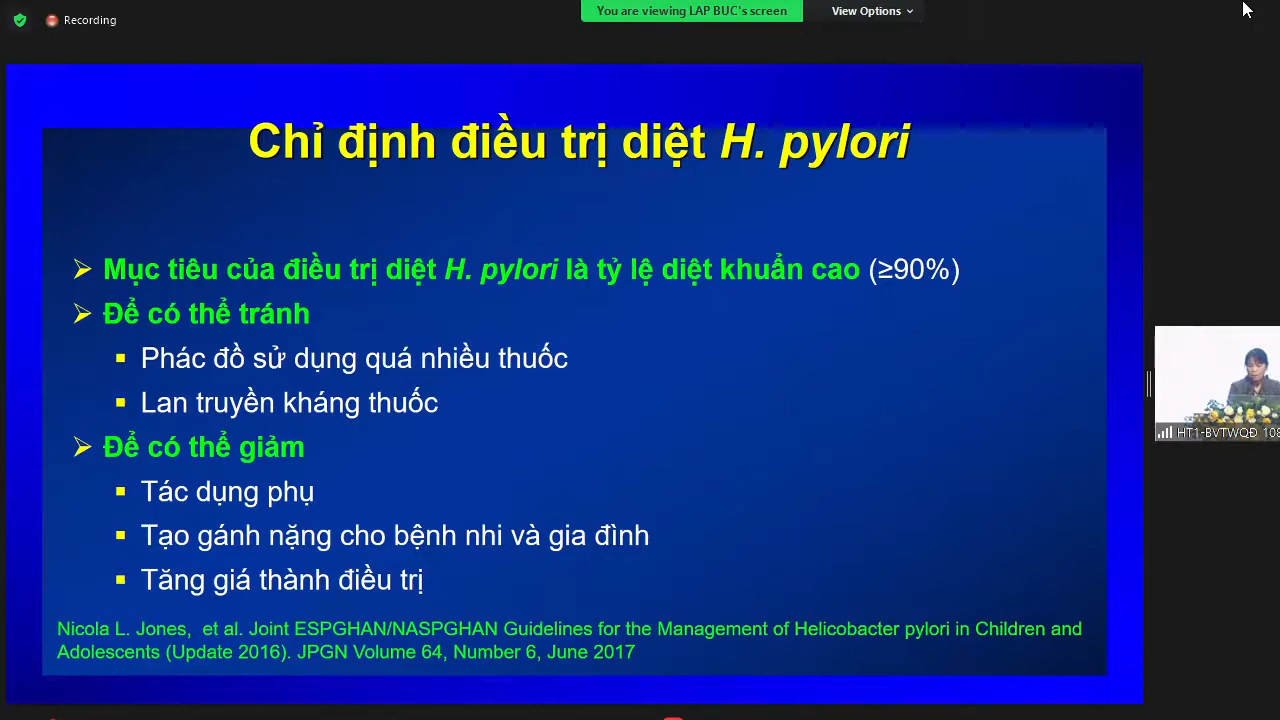 Recording
You are viewing LAP BUC's screen
View Options
Chỉ định điều trị diệt H. pylori
Mục tiêu của điều trị diệt H. pylori là tỷ lệ diệt khuẩn cao (≥90%)
Để có thể tránh
Phác đồ sử dụng quá nhiều thuốc
Lan truyền kháng thuốc
Để có thể giảm
Tác dụng phụ
Tạo gánh nặng cho bệnh nhi và gia đình
Tăng giá thành điều trị
Nicola L. Jones, et al. Joint ESPGHAN/NASPGHAN Guidelines for the Management of Helicobacter pylori in Children and
Adolescents (Update 2016). JPGN Volume 64, Number 6, June 2017
HT1-BVTWQĐ 108